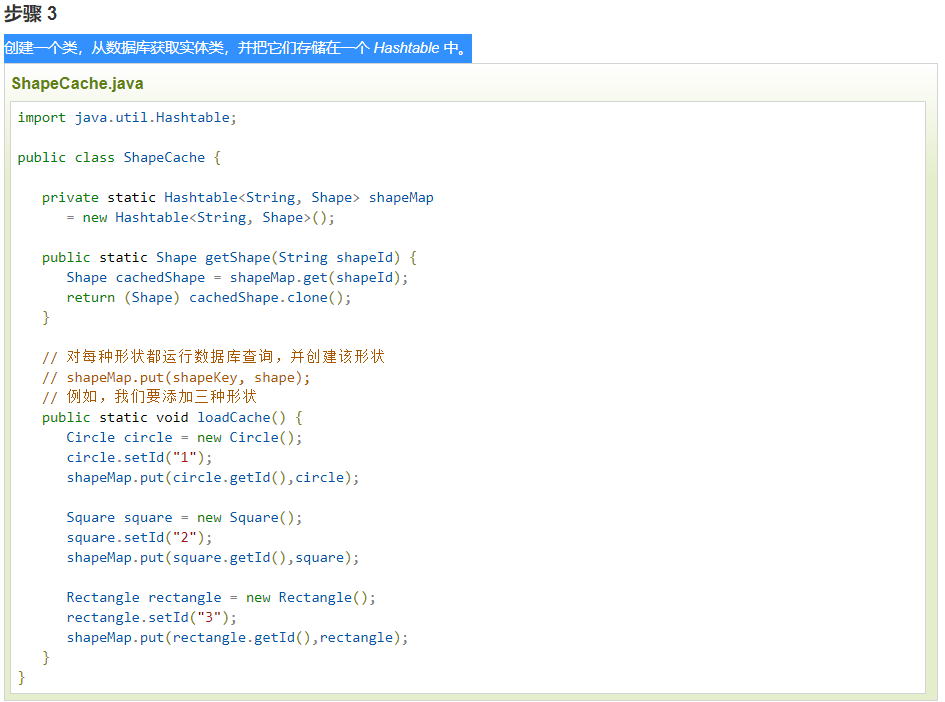 步骤 3
创建一个类，从数据库获取实体类，并把它们存储在一个 Hashtable 中。
ShapeCache.java
import java.util.Hashtable;
public class ShapeCache {
private static Hashtable<String, Shape> shapeMap
= new Hashtable<String, Shape>();
public static Shape getShape(String shapeId) {
Shape cachedShape = shapeMap.get(shapeId);
return (Shape) cachedShape.clone();
}
// 对每种形状都运行数据库查询，并创建该形状
// shapeMap.put(shapeKey, shape);
// 例如，我们要添加三种形状
public static void loadCache() {
Circle circle = new Circle();
circle.setId("1");
shapeMap.put(circle.getId(),circle);
Square square = new Square();
square.setId("2");
shapeMap.put(square.getId(),square);
Rectangle rectangle = new Rectangle();
rectangle.setId("3");
shapeMap.put(rectangle.getId(),rectangle);
}
}